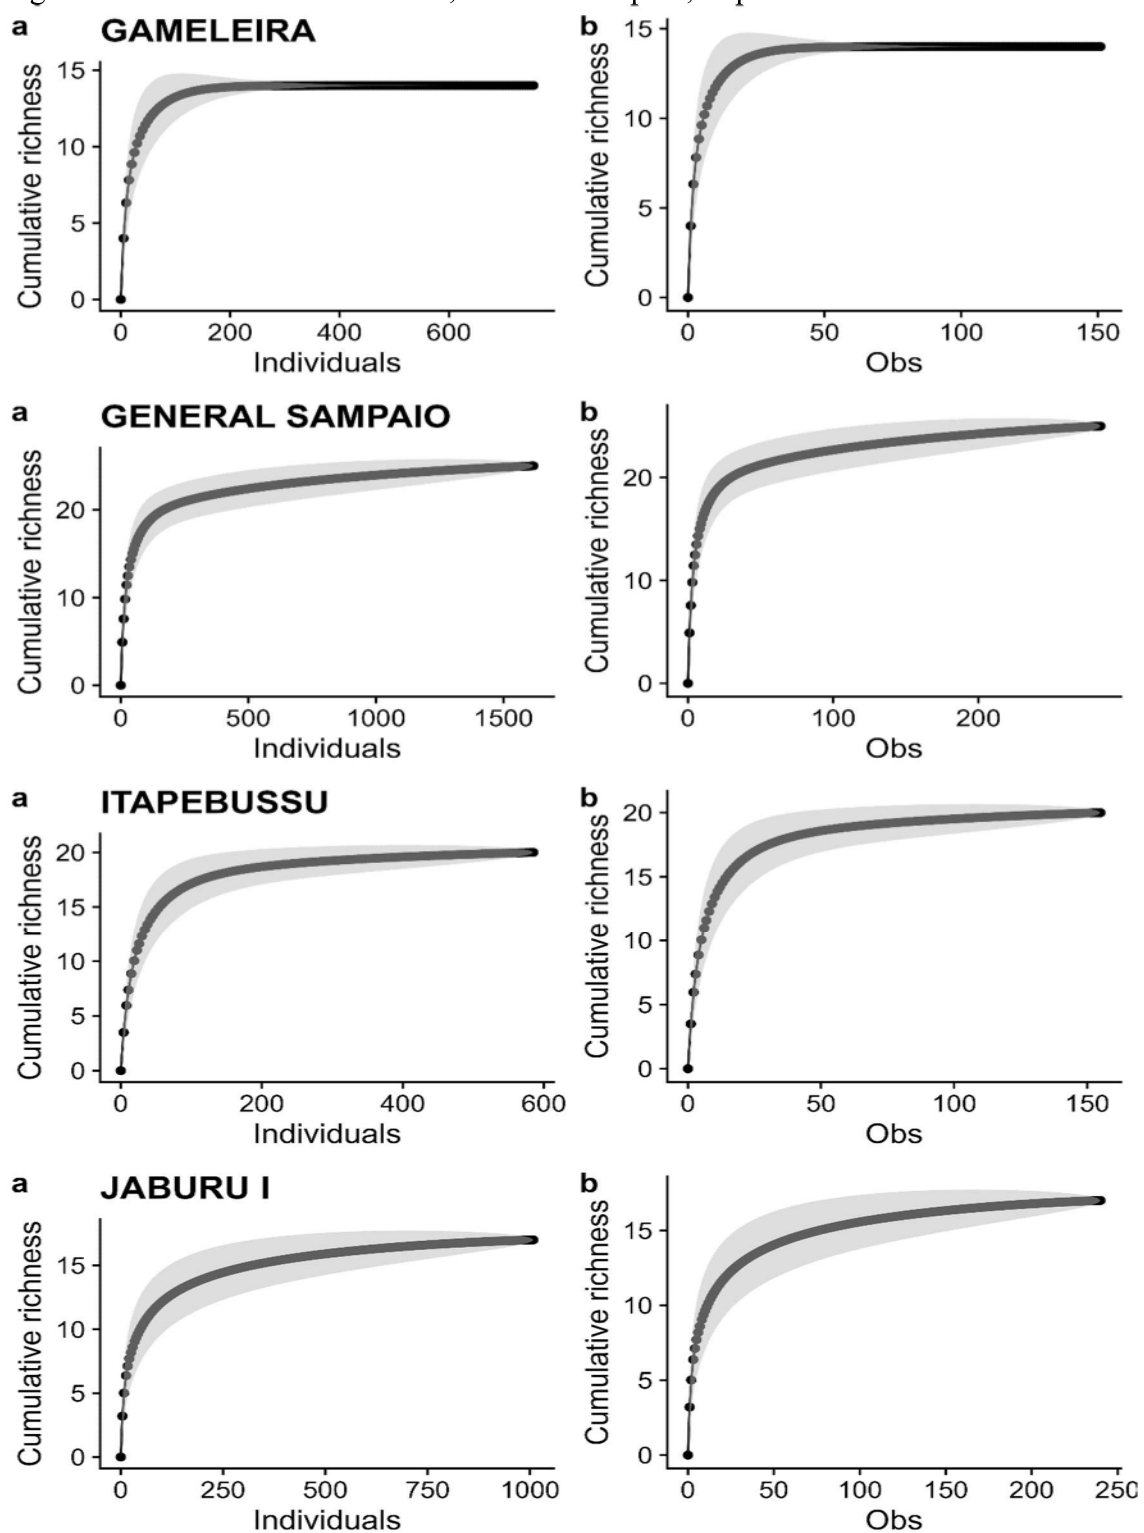 a GAMELEIRA
Cumulative richness
15
10
5
0
0 200 400 600
Individuals
b
Cumulative richness
15
10
5
0
0 50 100 150
Obs
a GENERAL SAMPAIO
Cumulative richness
20
10
0
0 500 1000 1500
Individuals
b
Cumulative richness
20
10
0
0 100 200
Obs
a ITAPEBUSSU
Cumulative richness
20
15
10
5
0
0 200 400 600
Individuals
b
Cumulative richness
20
15
10
5
0
0 50 100 150
Obs
a JABURU I
Cumulative richness
15
10
5
0
0 250 500 750 1000
Individuals
b
Cumulative richness
15
10
5
0
0 50 100 150 200 250
Obs